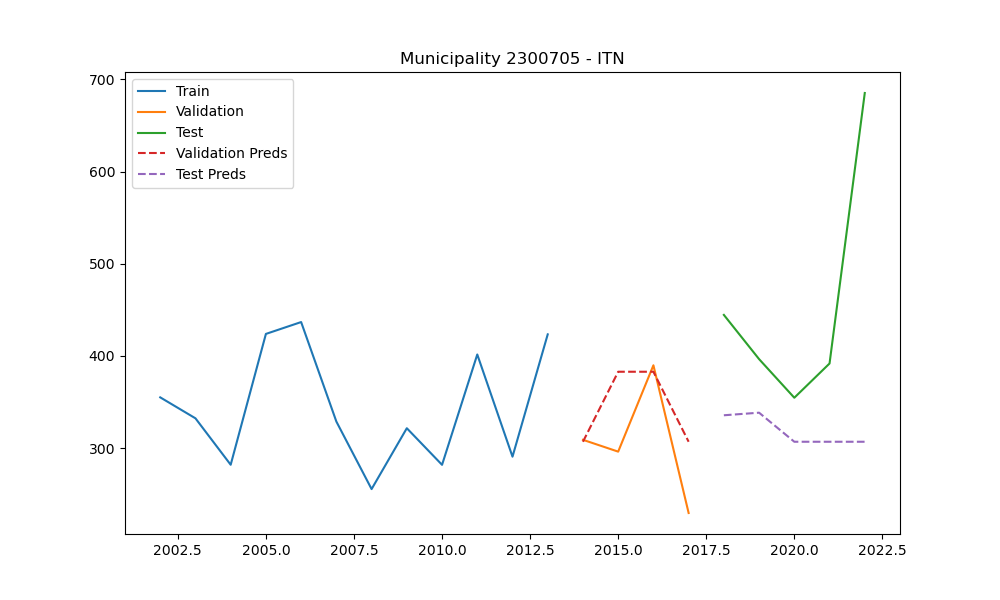 Municipality 2300705 - ITN
700
600
500
400
300
Train
Validation
Test
Validation Preds
Test Preds
2002.5 2005.0 2007.5 2010.0 2012.5 2015.0 2017.5 2020.0 2022.5